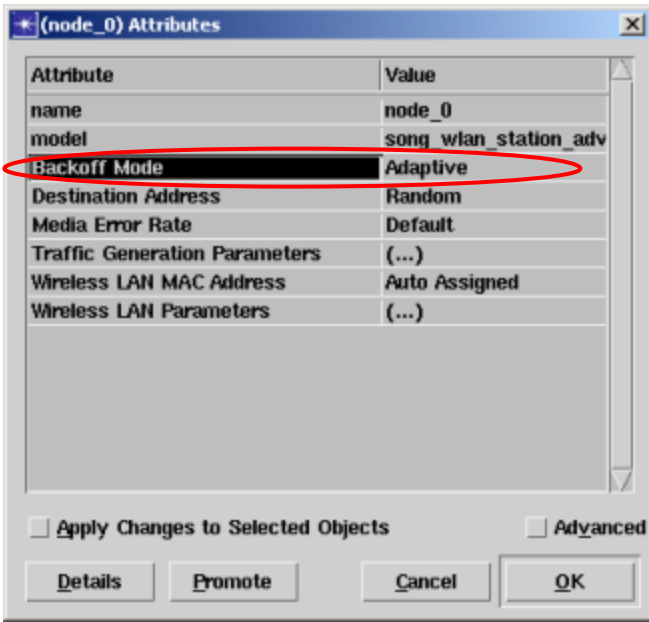 (node_0) Attributes
Attribute Value
name node_0
model song_wlan_station_adv
Backoff Mode Adaptive
Destination Address Random
Media Error Rate Default
Traffic Generation Parameters (...)
Wireless LAN MAC Address Auto Assigned
Wireless LAN Parameters (...)
Apply Changes to Selected Objects Advanced
Details Promote Cancel OK